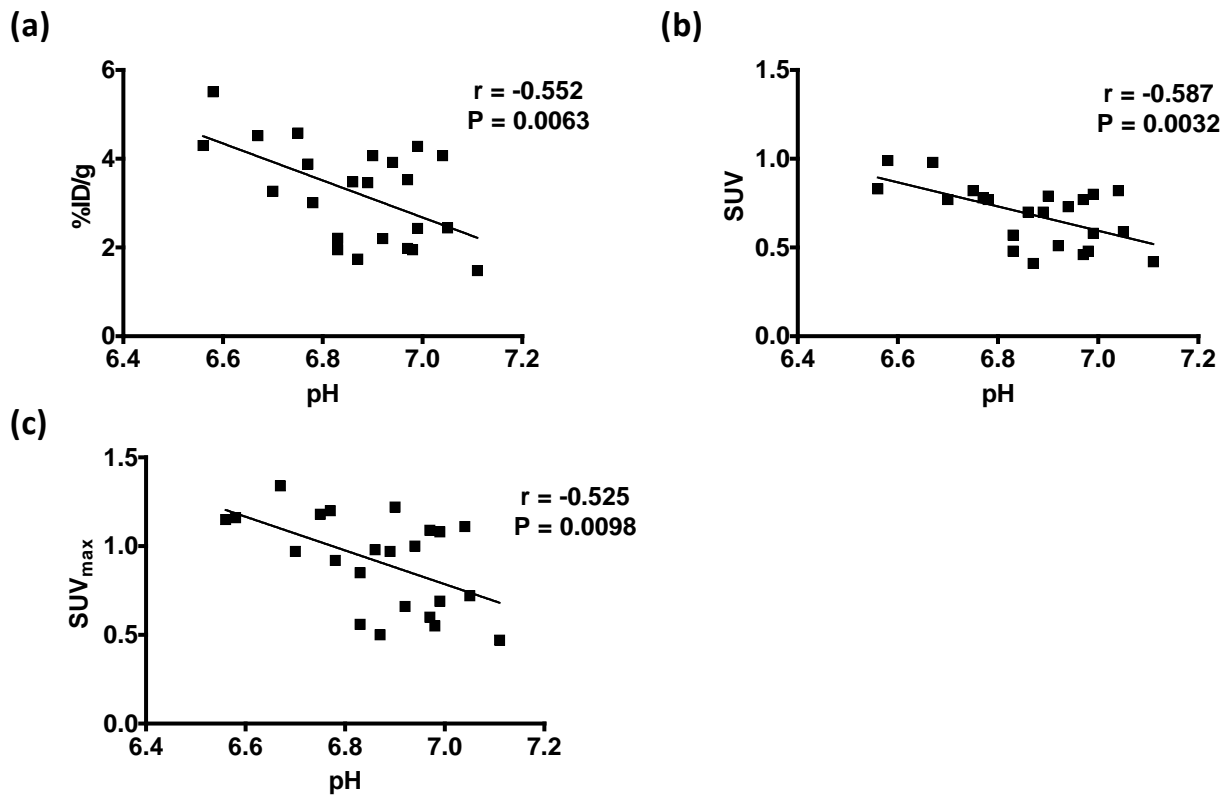 (a)
r = -0.552
P = 0.0063
%ID/g
6
4
2
0
6.4 6.6 6.8 7.0 7.2
pH
(b)
r = -0.587
P = 0.0032
SUV
1.5
1.0
0.5
0.0
6.4 6.6 6.8 7.0 7.2
pH
(c)
r = -0.525
P = 0.0098
SUVmax
1.5
1.0
0.5
0.0
6.4 6.6 6.8 7.0 7.2
pH